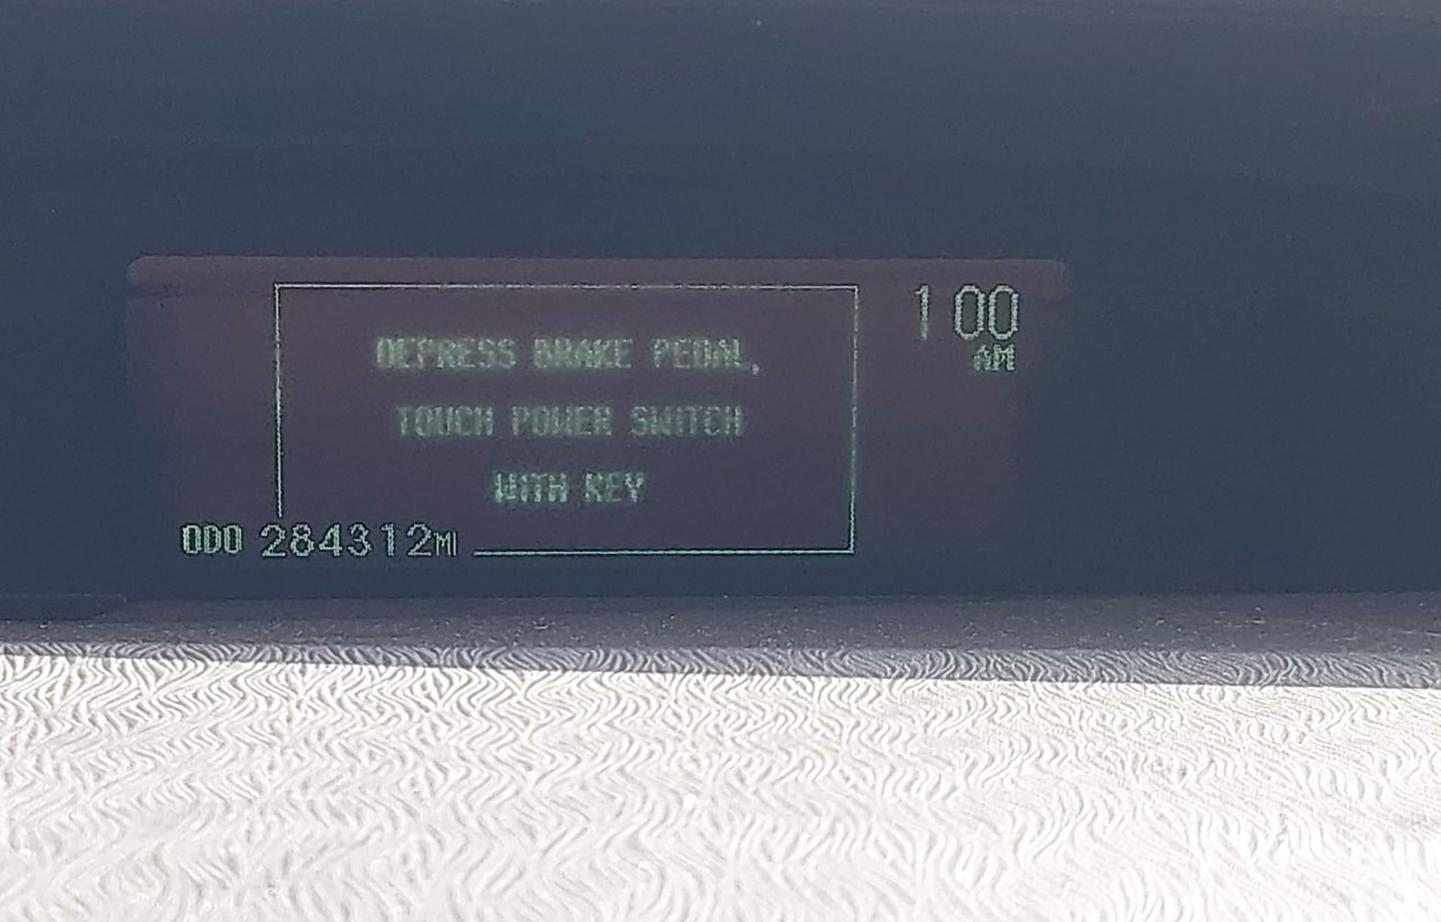 1 00
AM
DEPRESS BRAKE PEDAL,
TOUCH POWER SWITCH
WITH KEY
ODO 284312MI